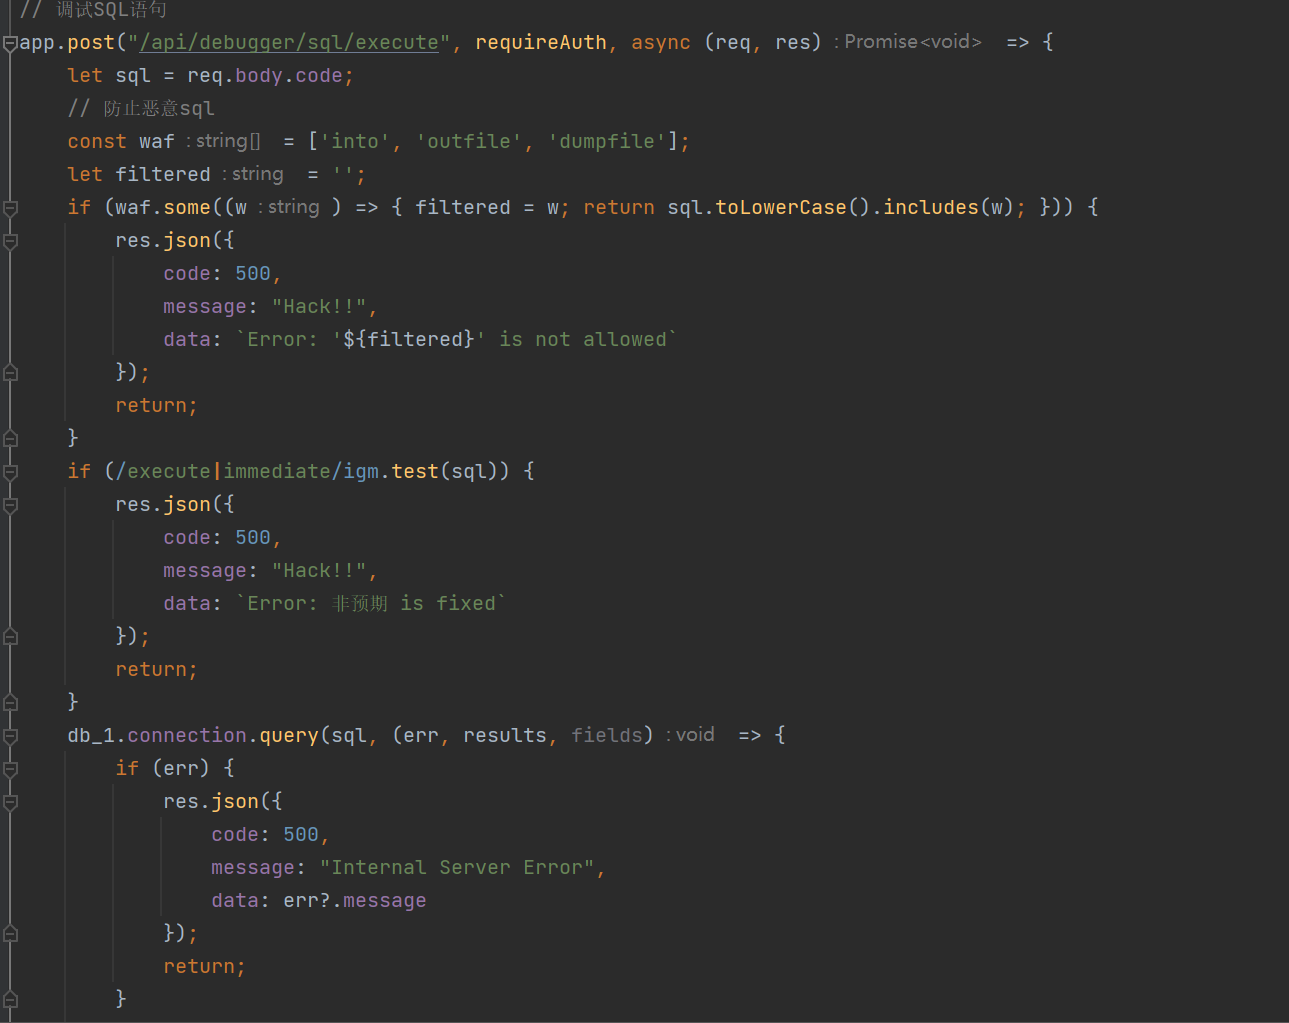 // 调试SQL语句
app.post("/api/debugger/sql/execute", requireAuth, async (req, res) : Promise<void> => {
let sql = req.body.code;
// 防止恶意sql
const waf : string[] = ['into', 'outfile', 'dumpfile'];
let filtered : string = '';
if (waf.some((w : string ) => { filtered = w; return sql.toLowerCase().includes(w); })) {
res.json({
code: 500,
message: "Hack!!",
data: `Error: '${filtered}' is not allowed`
});
return;
}
if (/execute|immediate/igm.test(sql)) {
res.json({
code: 500,
message: "Hack!!",
data: `Error: 非预期 is fixed`
});
return;
}
db_1.connection.query(sql, (err, results, fields) : void => {
if (err) {
res.json({
code: 500,
message: "Internal Server Error",
data: err?.message
});
return;
}